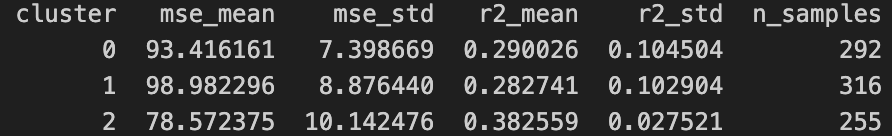 cluster mse_mean mse_std r2_mean r2_std n_samples
0 93.416161 7.398669 0.290026 0.104504 292
1 98.982296 8.876440 0.282741 0.102904 316
2 78.572375 10.142476 0.382559 0.027521 255